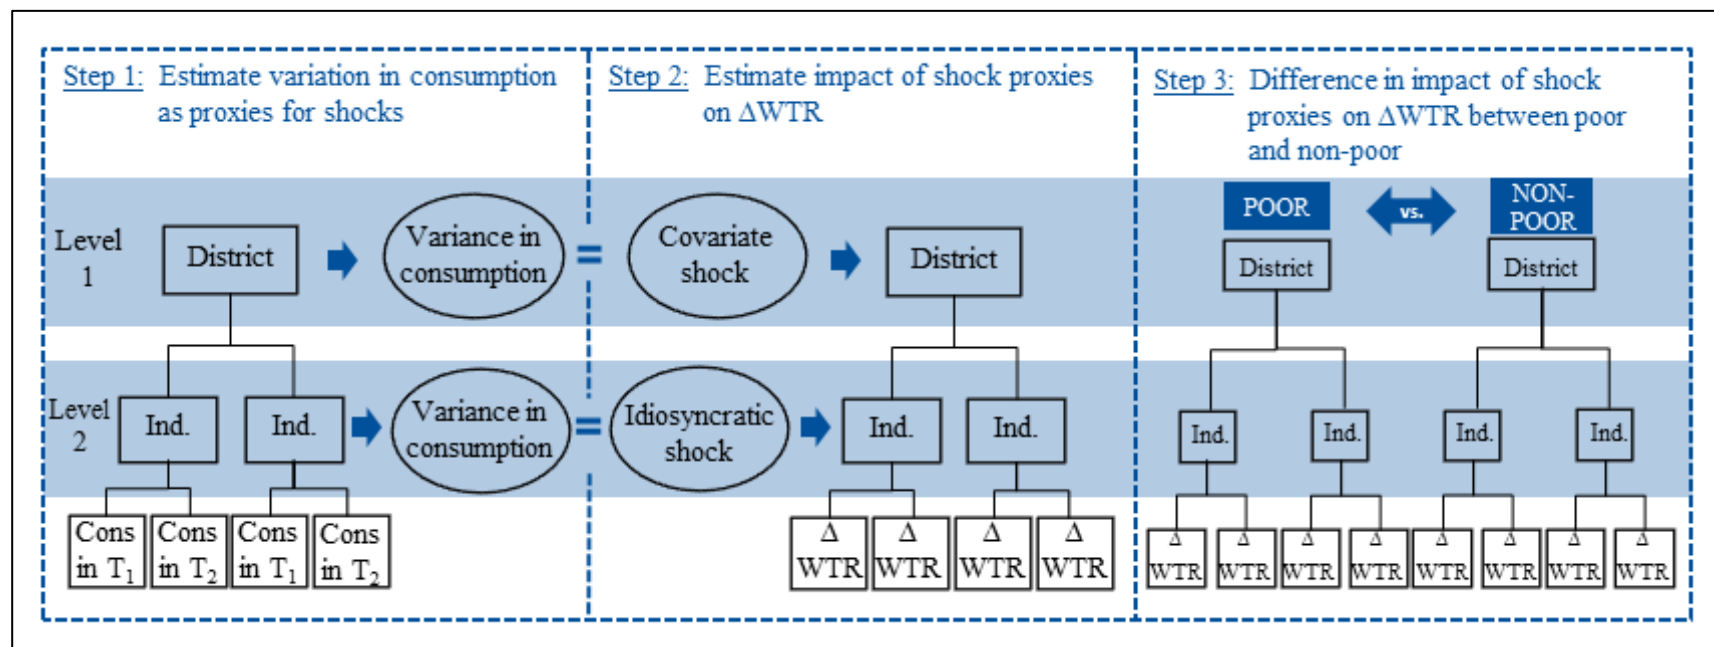 Step 1: Estimate variation in consumption
as proxies for shocks
Step 2: Estimate impact of shock proxies
on ΔWTR
Step 3: Difference in impact of shock
proxies on ΔWTR between poor
and non-poor
Level
1
District
Variance in
consumption
=
Covariate
shock
District
POOR
vs.
NON-
POOR
District
District
Level
2
Ind.
Ind.
Variance in
consumption
=
Idiosyncratic
shock
Ind.
Ind.
Ind.
Ind.
Ind.
Ind.
Cons
in T₁
Cons
in T₂
Cons
in T₁
Cons
in T₂
Δ
WTR
Δ
WTR
Δ
WTR
Δ
WTR
Δ
WTR
Δ
WTR
Δ
WTR
Δ
WTR
Δ
WTR
Δ
WTR
Δ
WTR
Δ
WTR